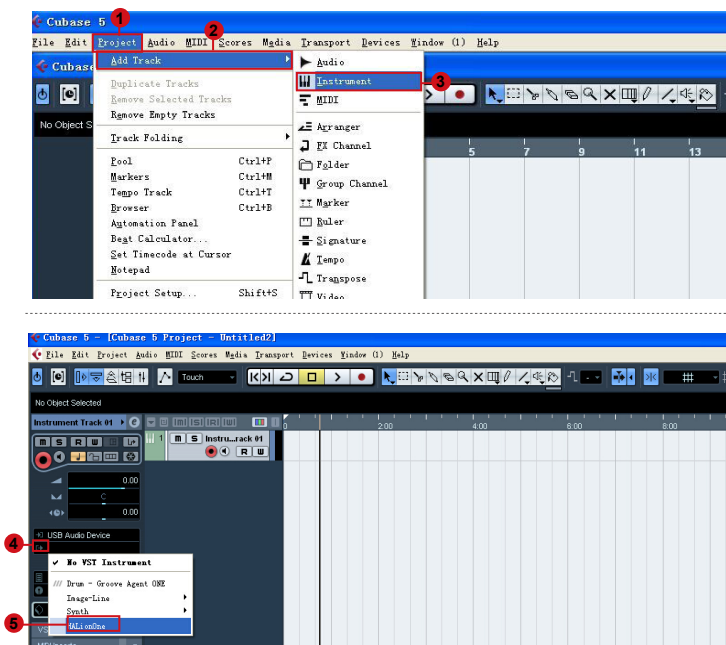 Cubase 5
1
2
File Edit Project Audio MIDI Scores Media Transport Devices Window (1) Help
Cubase
Add Track
Audio
Instrument
3
MIDI
Duplicate Tracks
Remove Selected Tracks
Remove Empty Tracks
No Object S
Arranger
Track Folding
FX Channel
5 7 9 11 13
Pool Ctrl+P
Folder
Markers Ctrl+M
Group Channel
Tempo Track Ctrl+T
Browser Ctrl+B
Marker
Automation Panel
Ruler
Beat Calculator...
Signature
Set Timecode at Cursor
Tempo
Notepad
Transpose
Project Setup... Shift+S
Video
Cubase 5 - [Cubase 5 Project - Untitled2]
File Edit Project Audio MIDI Scores Media Transport Devices Window (1) Help
Touch
No Object Selected
Instrument Track 01
0 2:00 4:00 6:00 8:00
M S R W
1 M S Instru...rack 01
R W
0.00
C
0.00
USB Audio Device
4
No VST Instrument
Drum - Groove Agent ONE
Image-Line
Synth
5
HALionOne